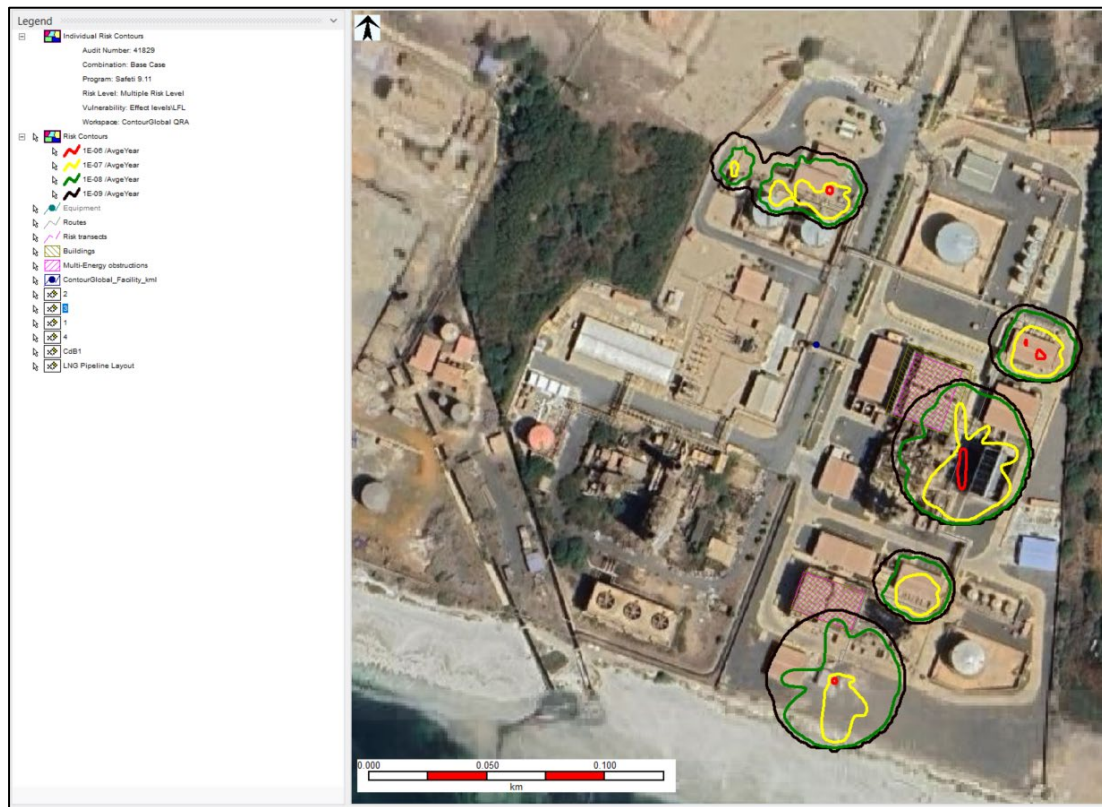 Legend
Individual Risk Contours
Audit Number: 41829
Combination: Base Case
Program: Safeti 9.11
Risk Level: Multiple Risk Level
Vulnerability: Effect levels\LFL
Workspace: ContourGlobal QRA
Risk Contours
1E-06 /AvgeYear
1E-07 /AvgeYear
1E-08 /AvgeYear
1E-09 /AvgeYear
Equipment
Routes
Risk transects
Buildings
Multi-Energy obstructions
ContourGlobal_Facility_kml
2
3
1
4
CdB1
LNG Pipeline Layout
0.000 0.050 0.100
km